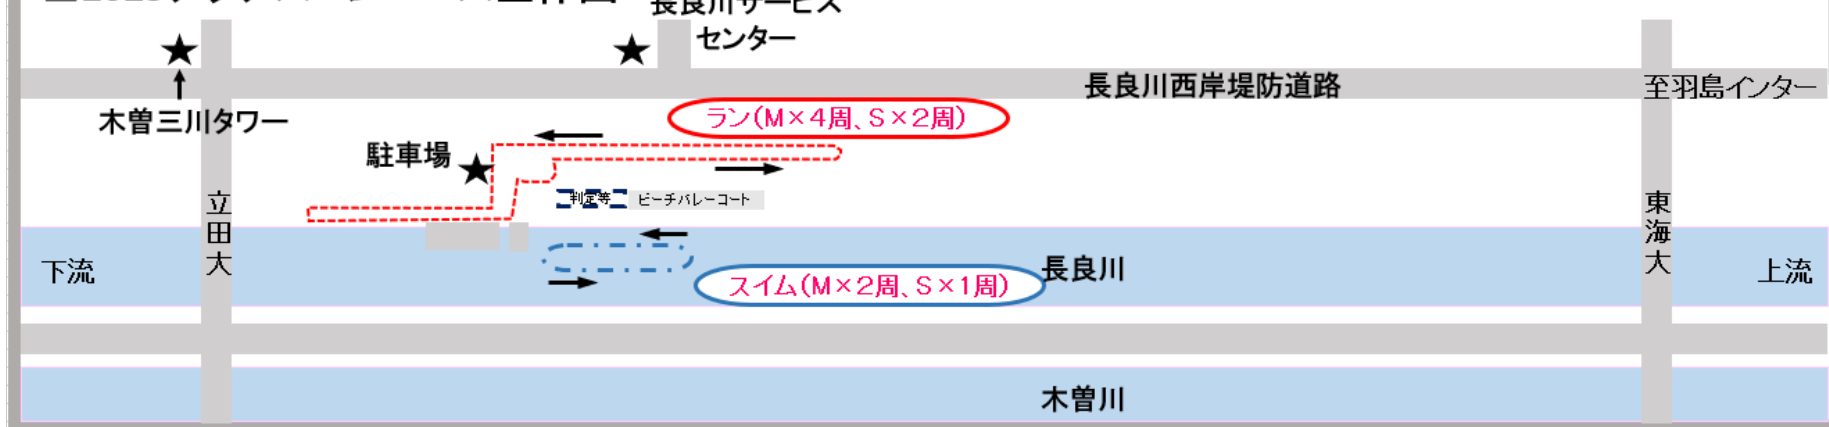 長良川サービス
センター
長良川西岸堤防道路
至羽島インター
木曽三川タワー
ラン(M×4周、S×2周)
駐車場
判定等
ビーチバレーコート
立田大
東海大
下流
スイム(M×2周、S×1周)
長良川
上流
木曽川